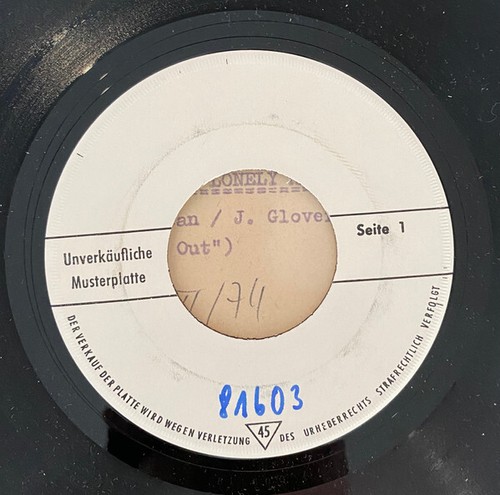 LONELY
an / J. Glover
Out")
/74
Unverkäufliche
Musterplatte
Seite 1
81603
DER VERKAUF DER PLATTE WIRD WEGEN VERLETZUNG DES URHEBERRECHTS STRAFRECHTLICH VERFOLGT
45